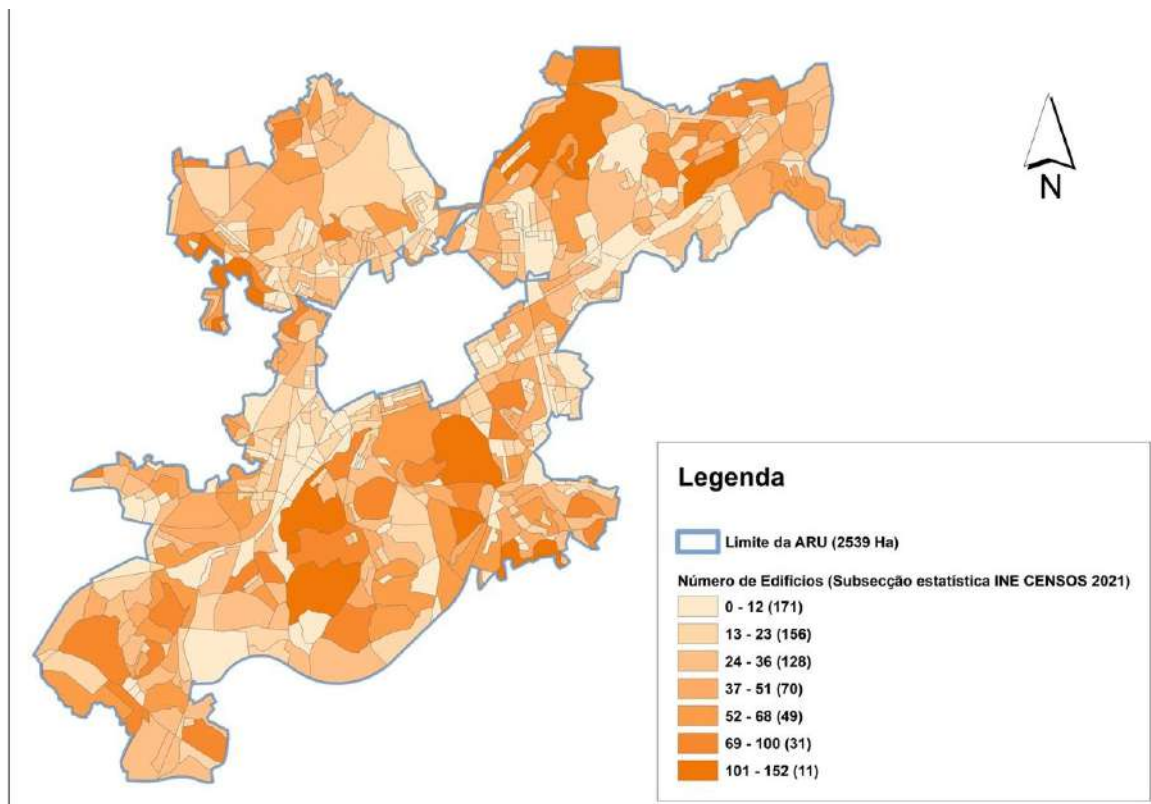 N
Legenda
Limite da ARU (2539 Ha)
Número de Edificios (Subsecção estatística INE CENSOS 2021)
0 - 12 (171)
13 - 23 (156)
24 - 36 (128)
37 - 51 (70)
52 - 68 (49)
69 - 100 (31)
101 - 152 (11)